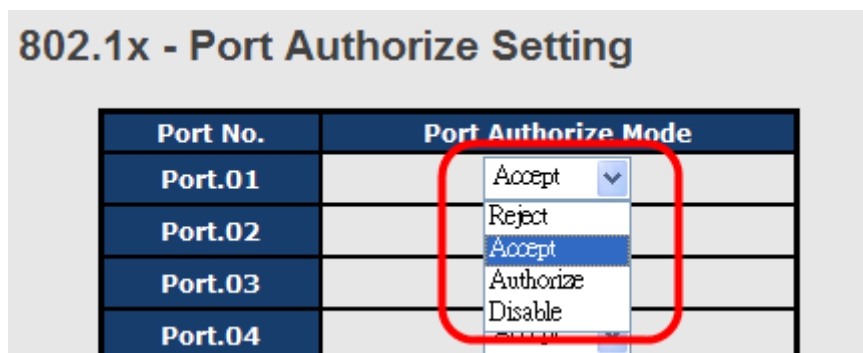 802.1x - Port Authorize Setting
Port No. Port Authorize Mode
Port.01 Accept
Reject
Port.02
Accept
Port.03 Authorize
Disable
Port.04